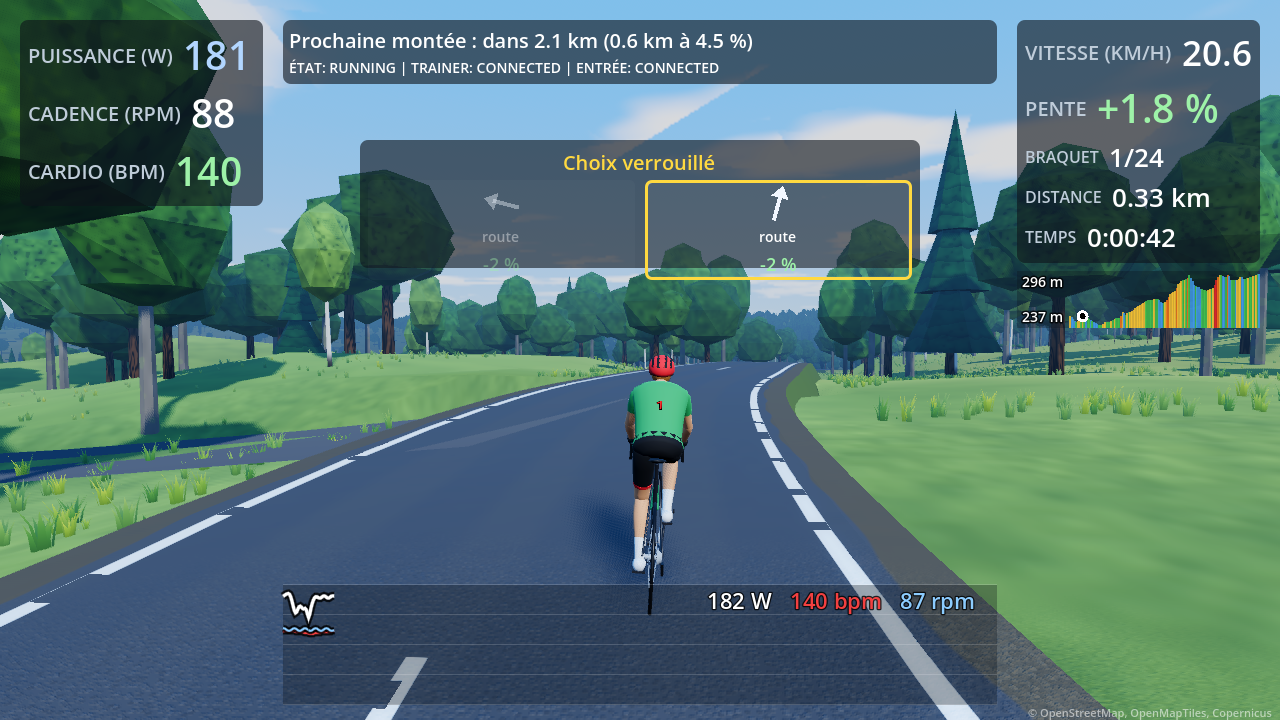 PUISSANCE (W) 181
CADENCE (RPM) 88
CARDIO (BPM) 140
Prochaine montée : dans 2.1 km (0.6 km à 4.5 %)
ÉTAT: RUNNING | TRAINER: CONNECTED | ENTRÉE: CONNECTED
VITESSE (KM/H) 20.6
PENTE +1.8 %
BRAQUET 1/24
DISTANCE 0.33 km
TEMPS 0:00:42
296 m
237 m
Choix verrouillé
route
-2 %
route
-2 %
1
182 W 140 bpm 87 rpm
© OpenStreetMap, OpenMapTiles, Copernicus